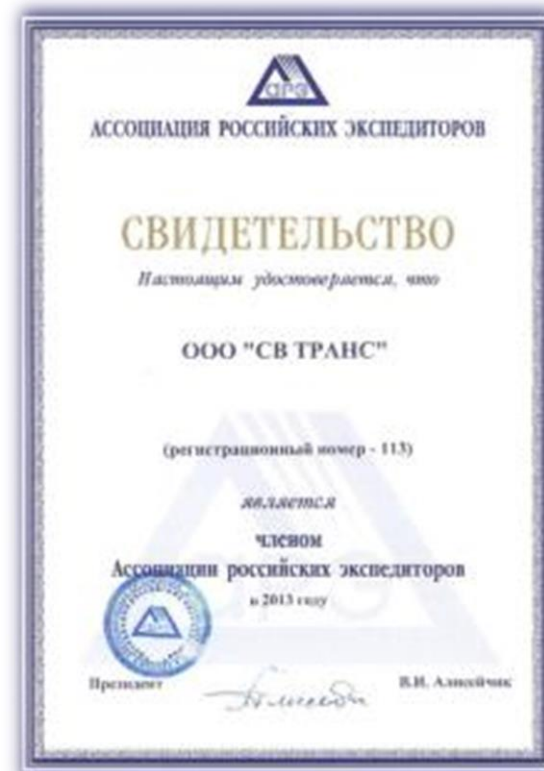 АРЭ
АССОЦИАЦИЯ РОССИЙСКИХ ЭКСПЕДИТОРОВ
СВИДЕТЕЛЬСТВО
Настоящим удостоверяется, что
ООО "СВ ТРАНС"
(регистрационный номер - 113)
является
членом
Ассоциации российских экспедиторов
в 2013 году
Президент
В.И. Алисейчик